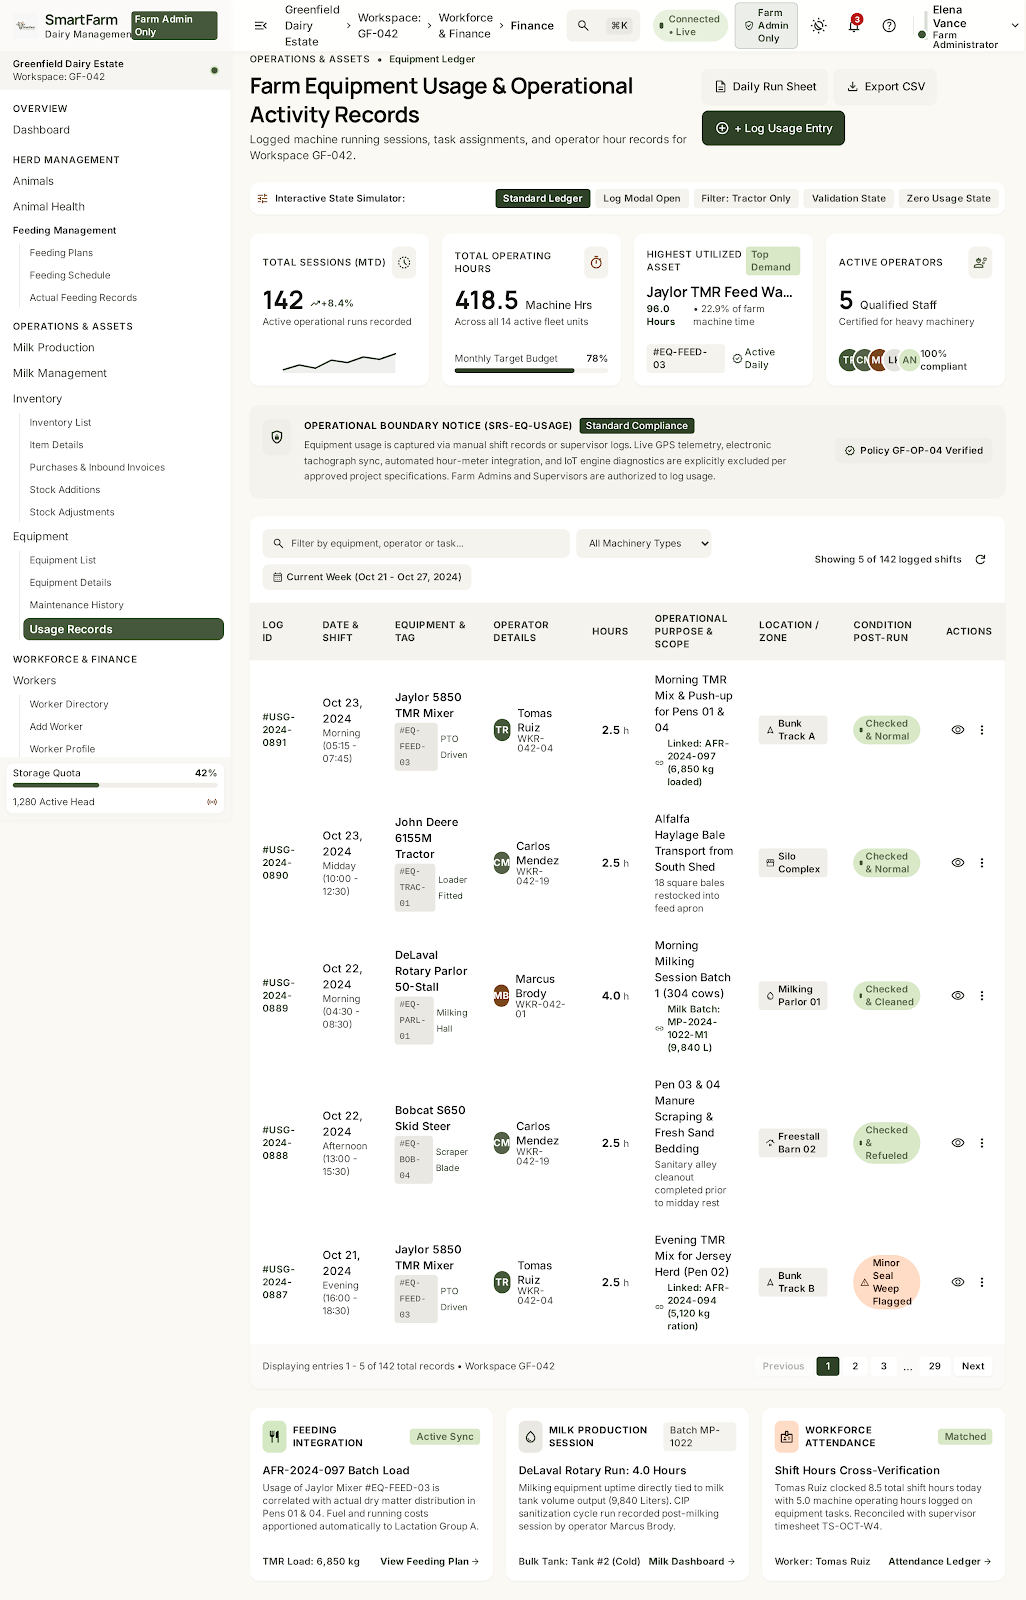 SmartFarm
Dairy Managemen
Farm Admin
Only
Greenfield Dairy Estate
Workspace: GF-042
OVERVIEW
Dashboard
HERD MANAGEMENT
Animals
Animal Health
Feeding Management
Feeding Plans
Feeding Schedule
Actual Feeding Records
OPERATIONS & ASSETS
Milk Production
Milk Management
Inventory
Inventory List
Item Details
Purchases & Inbound Invoices
Stock Additions
Stock Adjustments
Equipment
Equipment List
Equipment Details
Maintenance History
Usage Records
WORKFORCE & FINANCE
Workers
Worker Directory
Add Worker
Worker Profile
Storage Quota 42%
1,280 Active Head
Greenfield
Dairy
Estate
Workspace:
GF-042
Workforce
& Finance
Finance
⌘K
Connected
• Live
Farm
Admin
Only
3
Elena
Vance
Farm
Administrator
OPERATIONS & ASSETS • Equipment Ledger
Farm Equipment Usage & Operational
Activity Records
Logged machine running sessions, task assignments, and operator hour records for
Workspace GF-042.
Daily Run Sheet
Export CSV
+ Log Usage Entry
Interactive State Simulator:
Standard Ledger
Log Modal Open
Filter: Tractor Only
Validation State
Zero Usage State
TOTAL SESSIONS (MTD)
142 +8.4%
Active operational runs recorded
TOTAL OPERATING
HOURS
418.5 Machine Hrs
Across all 14 active fleet units
Monthly Target Budget 78%
HIGHEST UTILIZED
ASSET
Top
Demand
Jaylor TMR Feed Wa...
96.0
Hours
• 22.9% of farm
machine time
#EQ-FEED-
03
Active
Daily
ACTIVE OPERATORS
5 Qualified Staff
Certified for heavy machinery
AN
100%
compliant
OPERATIONAL BOUNDARY NOTICE (SRS-EQ-USAGE) Standard Compliance
Equipment usage is captured via manual shift records or supervisor logs. Live GPS telemetry, electronic
tachograph sync, automated hour-meter integration, and IoT engine diagnostics are explicitly excluded per
approved project specifications. Farm Admins and Supervisors are authorized to log usage.
Policy GF-OP-04 Verified
Filter by equipment, operator or task...
All Machinery Types
Current Week (Oct 21 - Oct 27, 2024)
Showing 5 of 142 logged shifts
LOG
ID
DATE &
SHIFT
EQUIPMENT &
TAG
OPERATOR
DETAILS
HOURS
OPERATIONAL
PURPOSE &
SCOPE
LOCATION /
ZONE
CONDITION
POST-RUN
ACTIONS
#USG-
2024-
0891
Oct 23,
2024
Morning
(05:15 -
07:45)
Jaylor 5850
TMR Mixer
#EQ-
FEED-
03
PTO
Driven
TR
Tomas
Ruiz
WKR-
042-04
2.5 h
Morning TMR
Mix & Push-up
for Pens 01 &
04
Linked: AFR-
2024-097
(6,850 kg
loaded)
Bunk
Track A
Checked
& Normal
#USG-
2024-
0890
Oct 23,
2024
Midday
(10:00 -
12:30)
John Deere
6155M
Tractor
#EQ-
TRAC-
01
Loader
Fitted
CM
Carlos
Mendez
WKR-
042-19
2.5 h
Alfalfa
Haylage Bale
Transport from
South Shed
18 square bales
restocked into
feed apron
Silo
Complex
Checked
& Normal
#USG-
2024-
0889
Oct 22,
2024
Morning
(04:30 -
08:30)
DeLaval
Rotary Parlor
50-Stall
#EQ-
PARL-
01
Milking
Hall
MB
Marcus
Brody
WKR-042-
01
4.0 h
Morning
Milking
Session Batch
1 (304 cows)
Milk Batch:
MP-2024-
1022-M1
(9,840 L)
Milking
Parlor 01
Checked
& Cleaned
#USG-
2024-
0888
Oct 22,
2024
Afternoon
(13:00 -
15:30)
Bobcat S650
Skid Steer
#EQ-
BOB-
04
Scraper
Blade
CM
Carlos
Mendez
WKR-
042-19
2.5 h
Pen 03 & 04
Manure
Scraping &
Fresh Sand
Bedding
Sanitary alley
cleanout
completed prior
to midday rest
Freestall
Barn 02
Checked
&
Refueled
#USG-
2024-
0887
Oct 21,
2024
Evening
(16:00 -
18:30)
Jaylor 5850
TMR Mixer
#EQ-
FEED-
03
PTO
Driven
TR
Tomas
Ruiz
WKR-
042-04
2.5 h
Evening TMR
Mix for Jersey
Herd (Pen 02)
Linked: AFR-
2024-094
(5,120 kg
ration)
Bunk
Track B
Minor
Seal
Weep
Flagged
Displaying entries 1 - 5 of 142 total records • Workspace GF-042
Previous 1 2 3 ... 29 Next
FEEDING
INTEGRATION
Active Sync
AFR-2024-097 Batch Load
Usage of Jaylor Mixer #EQ-FEED-03 is
correlated with actual dry matter distribution in
Pens 01 & 04. Fuel and running costs
apportioned automatically to Lactation Group A.
TMR Load: 6,850 kg View Feeding Plan →
MILK PRODUCTION
SESSION
Batch MP-
1022
DeLaval Rotary Run: 4.0 Hours
Milking equipment uptime directly tied to milk
tank volume output (9,840 Liters). CIP
sanitization cycle run recorded post-milking
session by operator Marcus Brody.
Bulk Tank: Tank #2 (Cold) Milk Dashboard →
WORKFORCE
ATTENDANCE
Matched
Shift Hours Cross-Verification
Tomas Ruiz clocked 8.5 total shift hours today
with 5.0 machine operating hours logged on
equipment tasks. Reconciled with supervisor
timesheet TS-OCT-W4.
Worker: Tomas Ruiz Attendance Ledger →